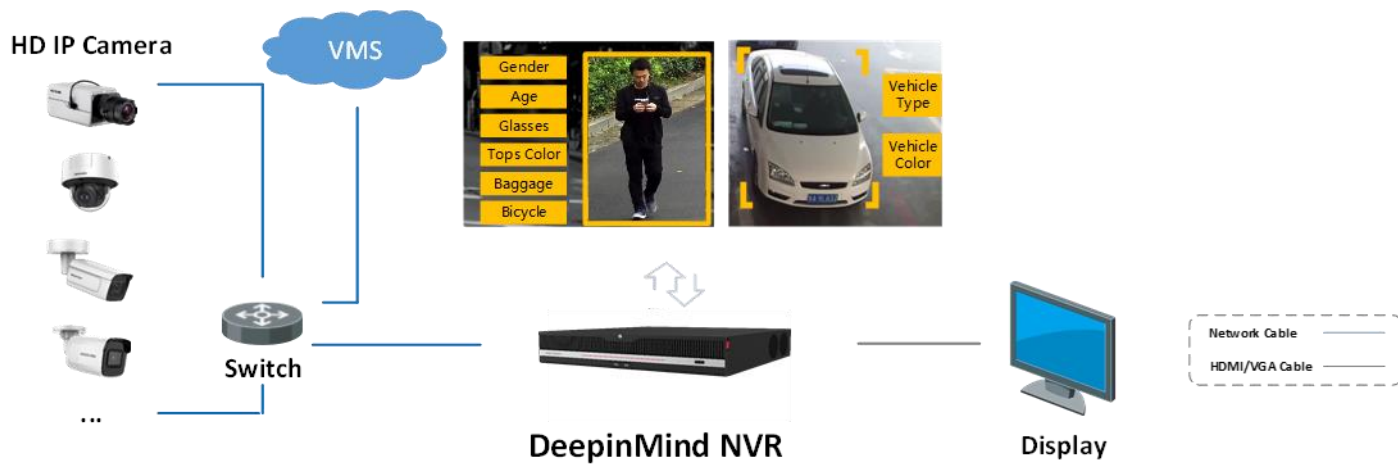 HD IP Camera
VMS
Gender
Age
Glasses
Tops Color
Baggage
Bicycle
Vehicle
Type
Vehicle
Color
Switch
...
DeepinMind NVR
Display
Network Cable
HDMI/VGA Cable